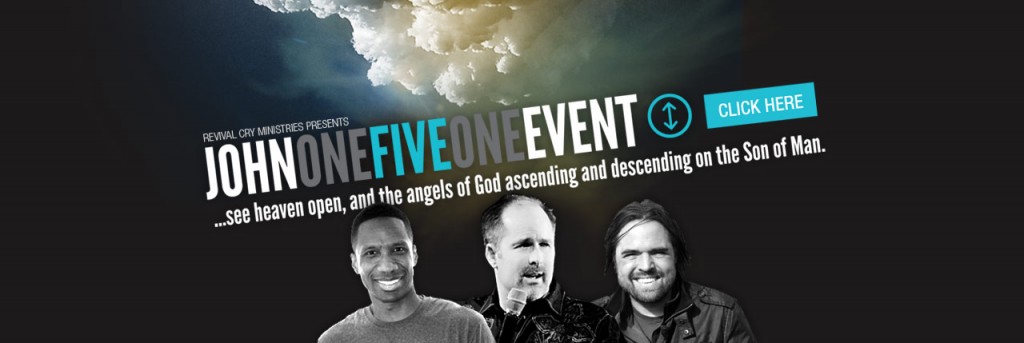 REVIVAL CRY MINISTRIES PRESENTS
JOHNONEFIVEONEEVENT
CLICK HERE
...see heaven open, and the angels of God ascending and descending on the Son of Man.